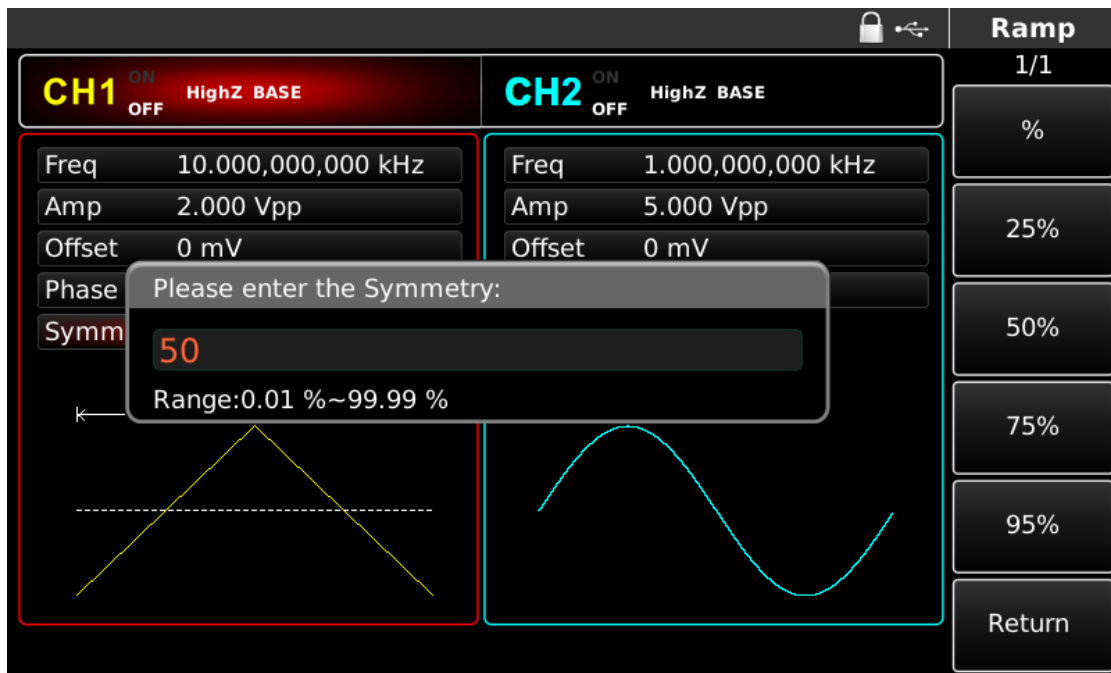 Ramp
1/1
CH1 ON OFF HighZ BASE
CH2 ON OFF HighZ BASE
Freq 10.000,000,000 kHz
Amp 2.000 Vpp
Offset 0 mV
Phase
Symm
Freq 1.000,000,000 kHz
Amp 5.000 Vpp
Offset 0 mV
Please enter the Symmetry:
50
Range:0.01 %~99.99 %
%
25%
50%
75%
95%
Return